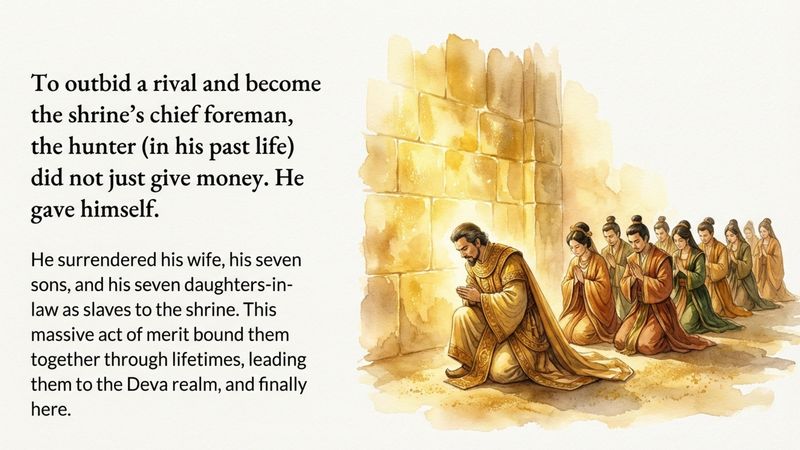 To outbid a rival and become
the shrine’s chief foreman,
the hunter (in his past life)
did not just give money. He
gave himself.
He surrendered his wife, his seven
sons, and his seven daughters-in-
law as slaves to the shrine. This
massive act of merit bound them
together through lifetimes, leading
them to the Deva realm, and finally
here.